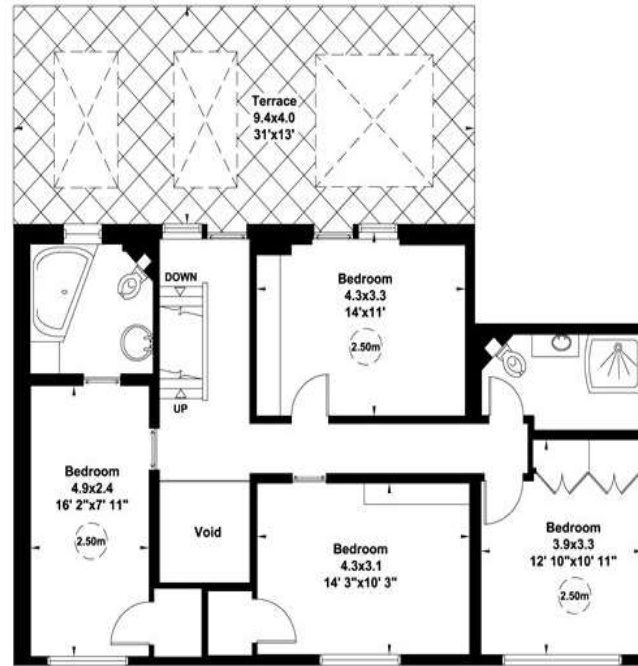 Terrace
9.4x4.0
31'x13'
DOWN
UP
Bedroom
4.3x3.3
14'x11'
2.50m
Bedroom
4.9x2.4
16' 2"x7' 11"
2.50m
Void
Bedroom
4.3x3.1
14' 3"x10' 3"
Bedroom
3.9x3.3
12' 10"x10' 11"
2.50m